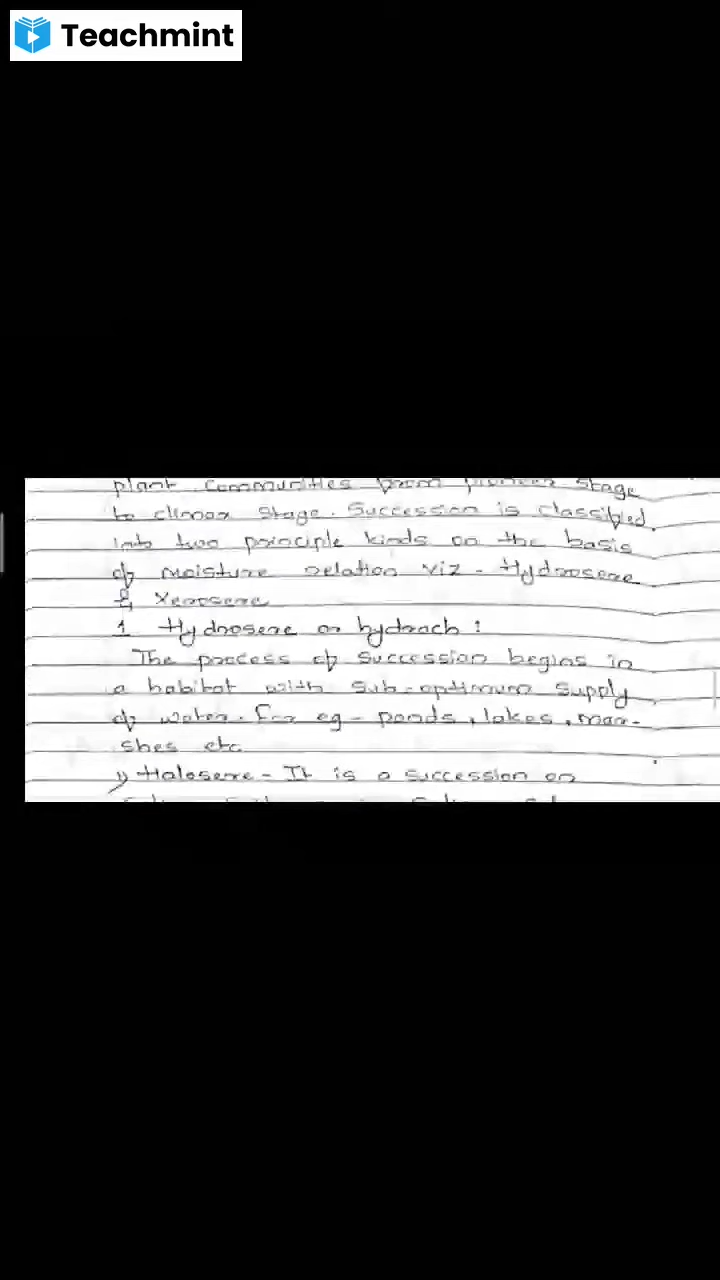 Teachmint
plant communities from pioneer stage
to climax stage. Succession is classified
into two principle kinds on the basis
of moisture relation viz - Hydrosere
& Xerosere
1 Hydrosere or hydrach :
The process of succession begins in
a habitat with sub-optimum supply
of water. For eg - ponds, lakes, mar-
shes etc
Halosere - It is a succession on